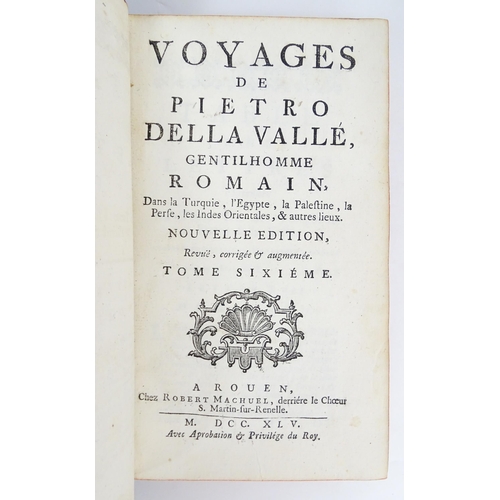 VOYAGES
DE
PIETRO
DELLA VALLÉ,
GENTILHOMME
ROMAIN,
Dans la Turquie, l'Egypte, la Palestine, la
Perse, les Indes Orientales, & autres lieux.
NOUVELLE EDITION,
Revuë, corrigée & augmentée.
TOME SIXIÉME.
A ROUEN,
Chez ROBERT MACHUEL, derriére le Chœur
S. Martin-sur-Renelle.
M. DCC. XLV.
Avec Aprobation & Privilége du Roy.